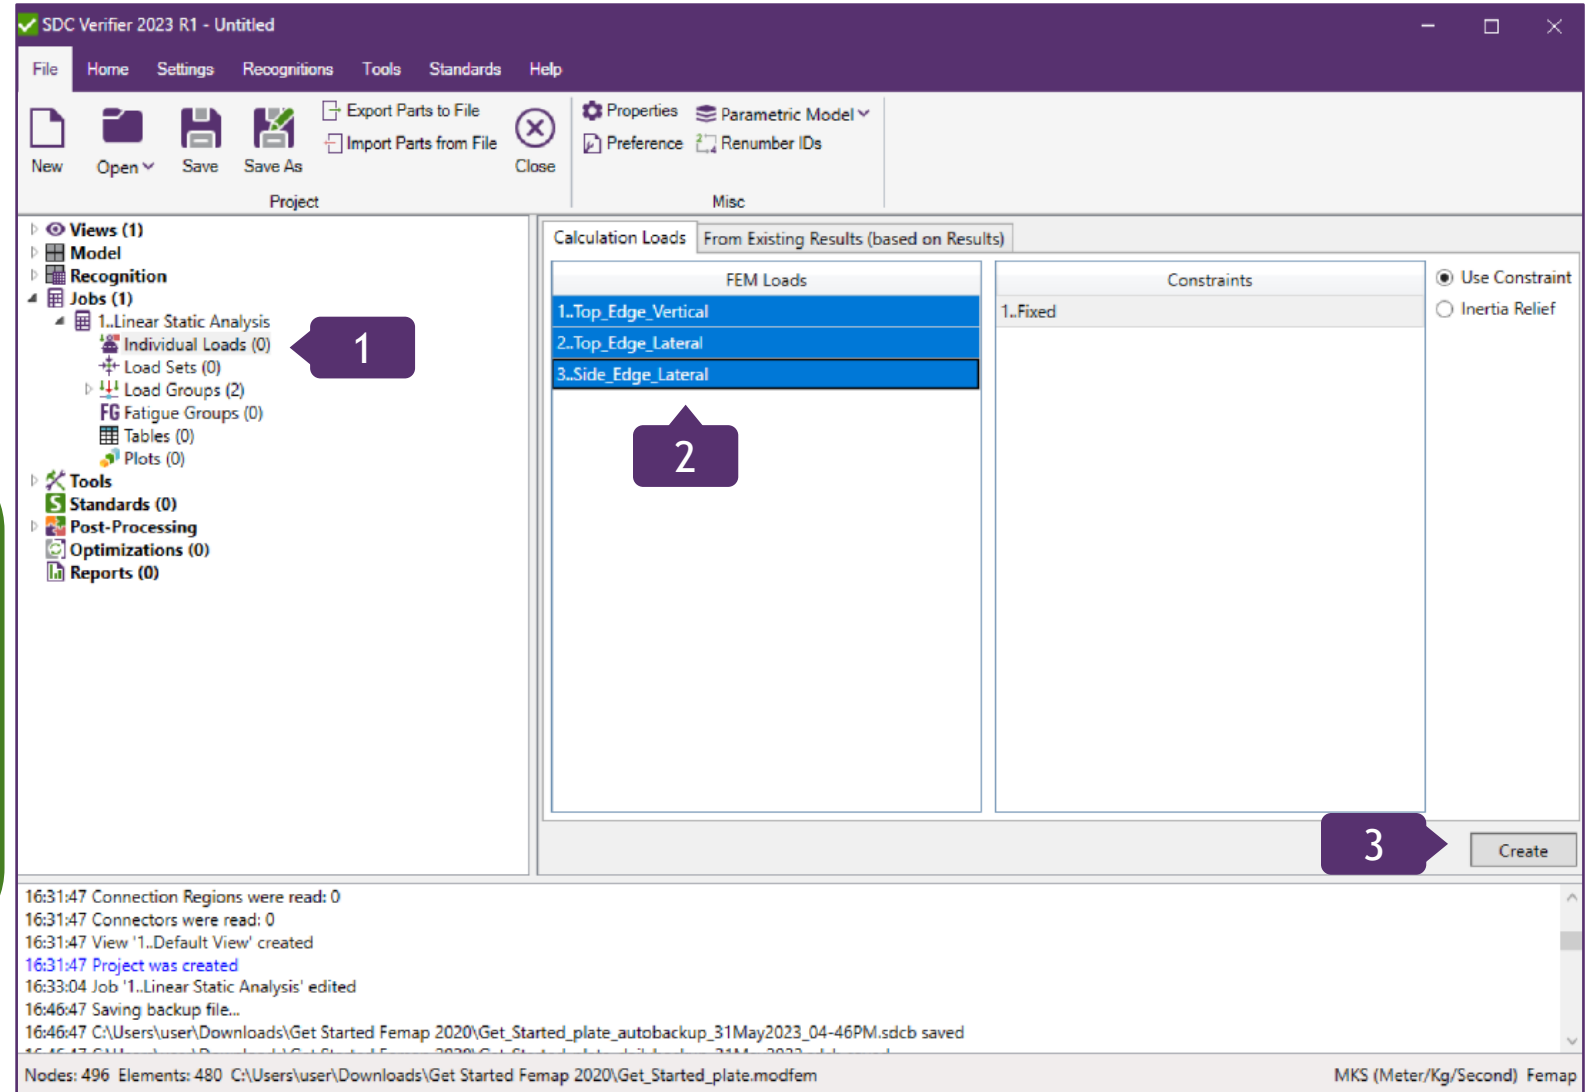 SDC Verifier 2023 R1 - Untitled
File Home Settings Recognitions Tools Standards Help
New
Open
Save
Save As
Export Parts to File
Import Parts from File
Close
Project
Properties
Preference
Parametric Model
Renumber IDs
Misc
Views (1)
Model
Recognition
Jobs (1)
1..Linear Static Analysis
Individual Loads (0)
Load Sets (0)
Load Groups (2)
FG Fatigue Groups (0)
Tables (0)
Plots (0)
Tools
S Standards (0)
Post-Processing
Optimizations (0)
Reports (0)
1
Calculation Loads
From Existing Results (based on Results)
FEM Loads
1..Top_Edge_Vertical
2..Top_Edge_Lateral
3..Side_Edge_Lateral
2
Constraints
1..Fixed
Use Constraint
Inertia Relief
3
Create
16:31:47 Connection Regions were read: 0
16:31:47 Connectors were read: 0
16:31:47 View '1..Default View' created
16:31:47 Project was created
16:33:04 Job '1..Linear Static Analysis' edited
16:46:47 Saving backup file...
16:46:47 C:\Users\user\Downloads\Get Started Femap 2020\Get_Started_plate_autobackup_31May2023_04-46PM.sdcb saved
Nodes: 496 Elements: 480 C:\Users\user\Downloads\Get Started Femap 2020\Get_Started_plate.modfem
MKS (Meter/Kg/Second) Femap